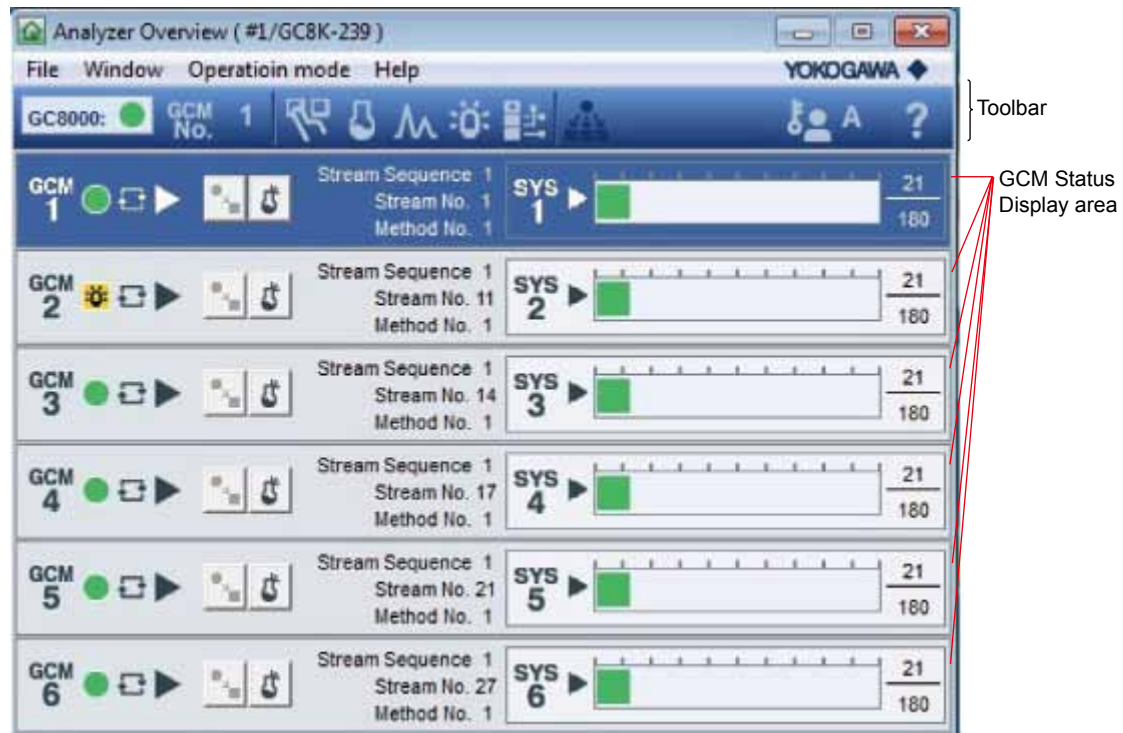 Analyzer Overview ( #1/GC8K-239 )
File Window Operatioin mode Help YOKOGAWA
GC8000: GCM No. 1 A ?
Toolbar
GCM 1
Stream Sequence 1
Stream No. 1
Method No. 1
SYS 1
21
180
GCM Status
Display area
GCM 2
Stream Sequence 1
Stream No. 11
Method No. 1
SYS 2
21
180
GCM 3
Stream Sequence 1
Stream No. 14
Method No. 1
SYS 3
21
180
GCM 4
Stream Sequence 1
Stream No. 17
Method No. 1
SYS 4
21
180
GCM 5
Stream Sequence 1
Stream No. 21
Method No. 1
SYS 5
21
180
GCM 6
Stream Sequence 1
Stream No. 27
Method No. 1
SYS 6
21
180